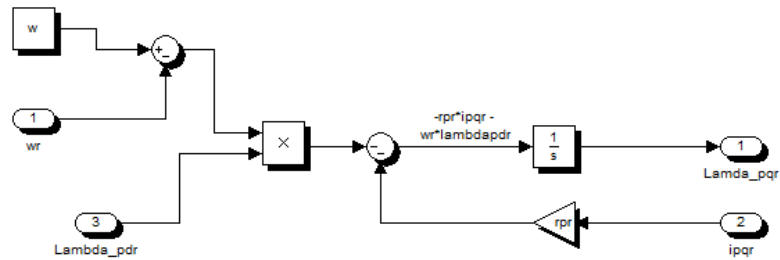 w
+
-
1
wr
×
3
Lambda_pdr
-
-
-rpr*ipqr -
wr*lambdapdr
1
s
1
Lamda_pqr
rpr
2
ipqr